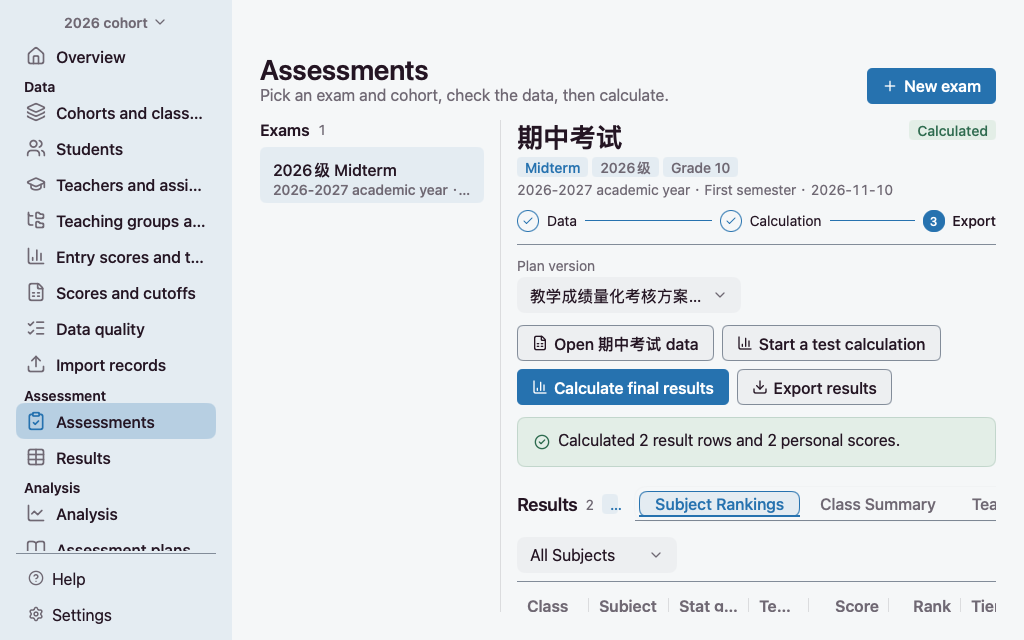 2026 cohort
Overview
Data
Cohorts and class...
Students
Teachers and assi...
Teaching groups a...
Entry scores and t...
Scores and cutoffs
Data quality
Import records
Assessment
Assessments
Results
Analysis
Analysis
Assessment plans
Help
Settings
Assessments
Pick an exam and cohort, check the data, then calculate.
New exam
Exams 1
2026级 Midterm
2026-2027 academic year ·...
期中考试
Calculated
Midterm 2026级 Grade 10
2026-2027 academic year · First semester · 2026-11-10
Data Calculation 3 Export
Plan version
教学成绩量化考核方案...
Open 期中考试 data
Start a test calculation
Calculate final results
Export results
Calculated 2 result rows and 2 personal scores.
Results 2 ... Subject Rankings Class Summary Tea
All Subjects
Class Subject Stat g... Te... Score Rank Tier